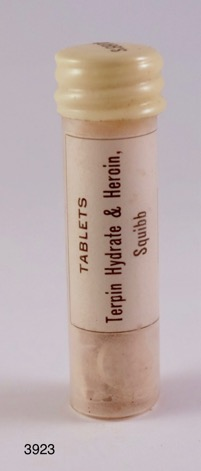 TABLETS
Terpin Hydrate & Heroin,
Squibb
3923